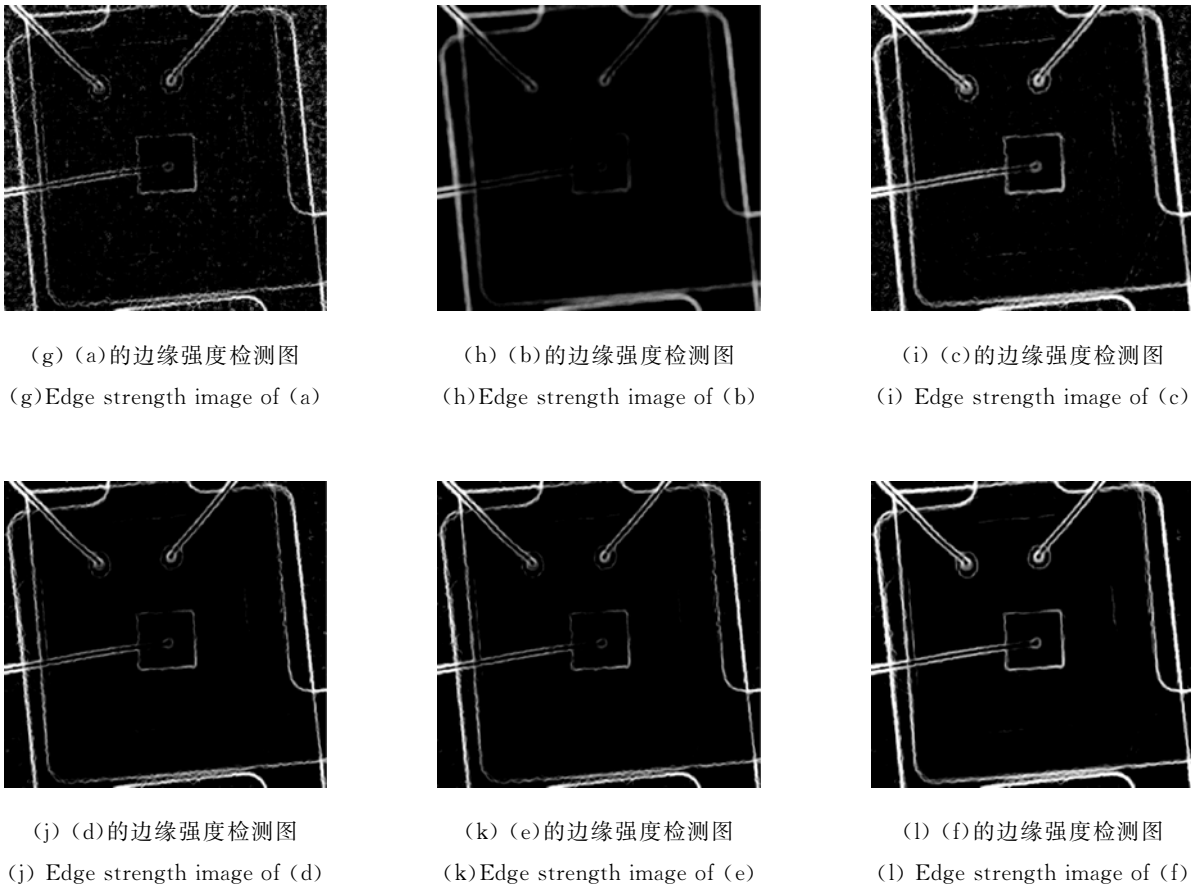 (g) (a)的边缘强度检测图
(g)Edge strength image of (a)
(h) (b)的边缘强度检测图
(h)Edge strength image of (b)
(i) (c)的边缘强度检测图
(i) Edge strength image of (c)
(j) (d)的边缘强度检测图
(j) Edge strength image of (d)
(k) (e)的边缘强度检测图
(k)Edge strength image of (e)
(l) (f)的边缘强度检测图
(l) Edge strength image of (f)